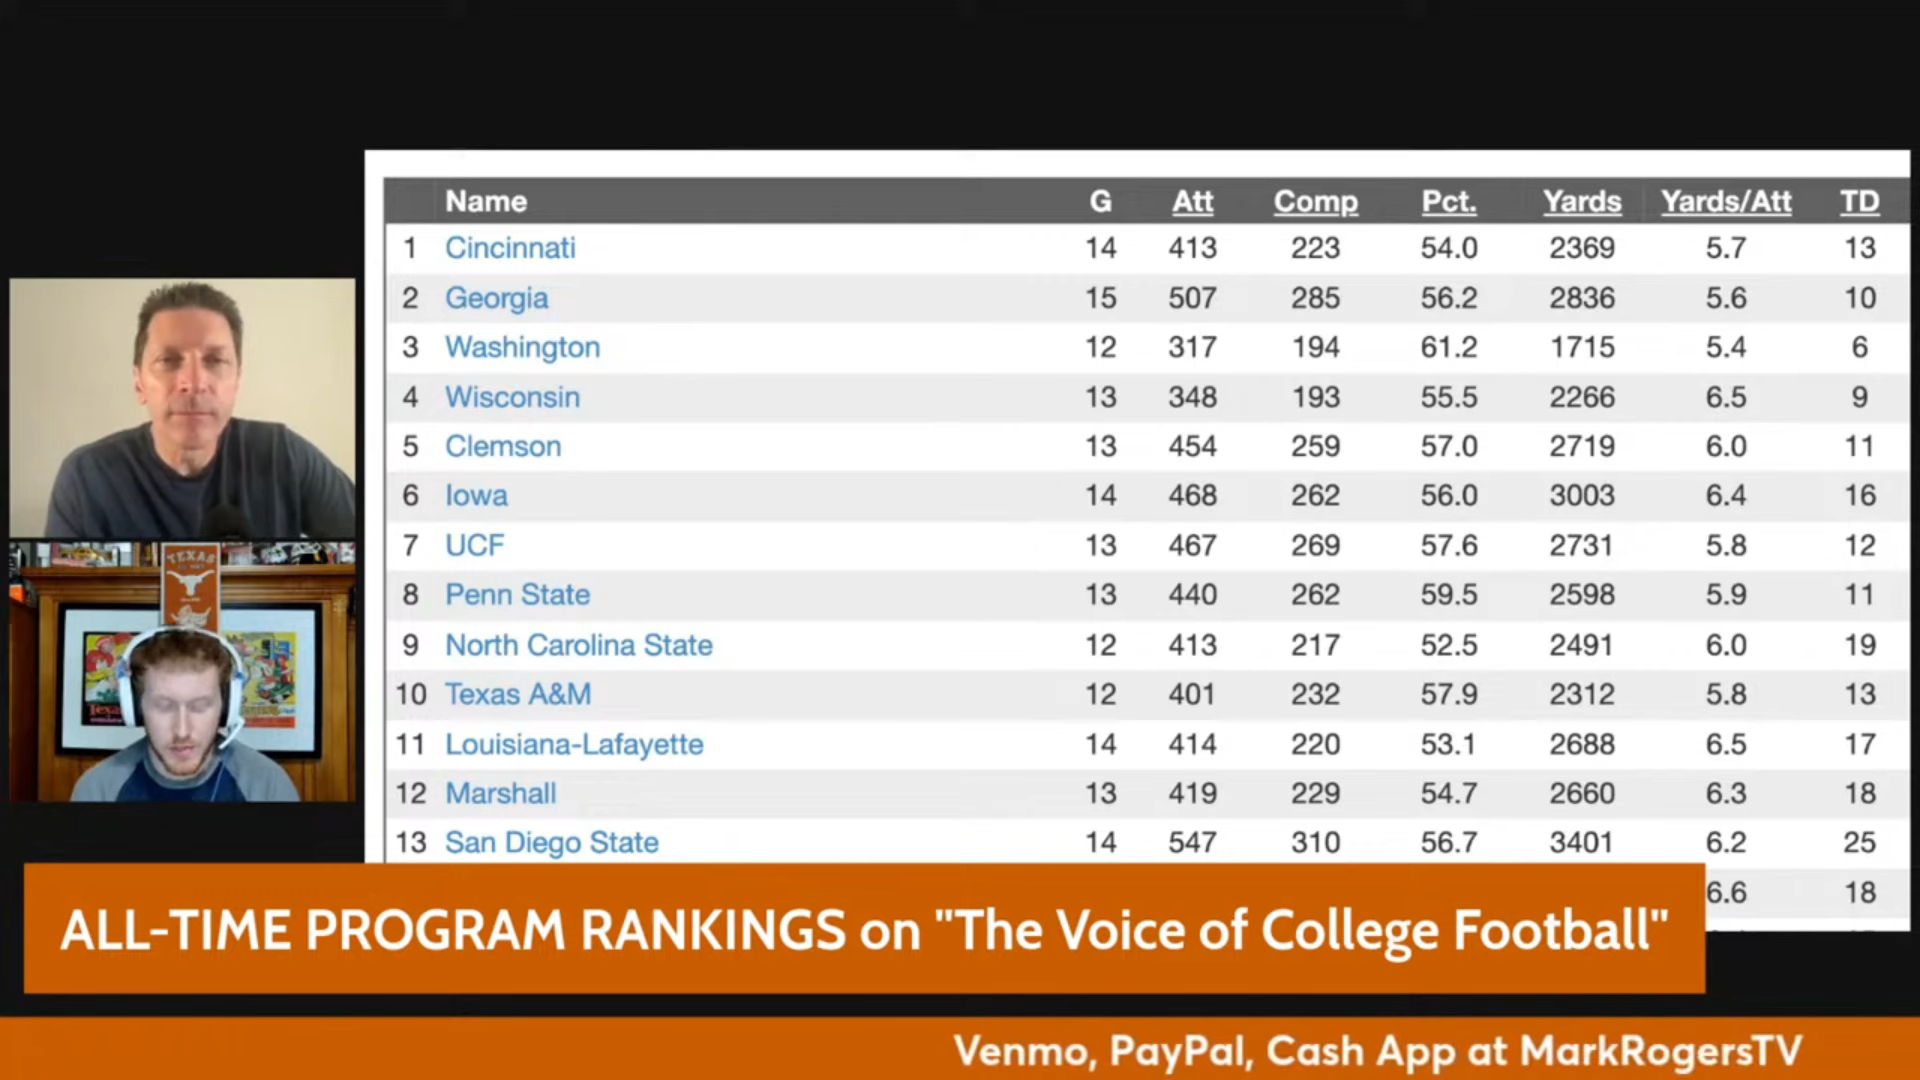 Name G Att Comp Pct. Yards Yards/Att TD
1 Cincinnati 14 413 223 54.0 2369 5.7 13
2 Georgia 15 507 285 56.2 2836 5.6 10
3 Washington 12 317 194 61.2 1715 5.4 6
4 Wisconsin 13 348 193 55.5 2266 6.5 9
5 Clemson 13 454 259 57.0 2719 6.0 11
6 Iowa 14 468 262 56.0 3003 6.4 16
7 UCF 13 467 269 57.6 2731 5.8 12
8 Penn State 13 440 262 59.5 2598 5.9 11
9 North Carolina State 12 413 217 52.5 2491 6.0 19
10 Texas A&M 12 401 232 57.9 2312 5.8 13
11 Louisiana-Lafayette 14 414 220 53.1 2688 6.5 17
12 Marshall 13 419 229 54.7 2660 6.3 18
13 San Diego State 14 547 310 56.7 3401 6.2 25
6.6 18
TEXAS
ALL-TIME PROGRAM RANKINGS on "The Voice of College Football"
Venmo, PayPal, Cash App at MarkRogersTV